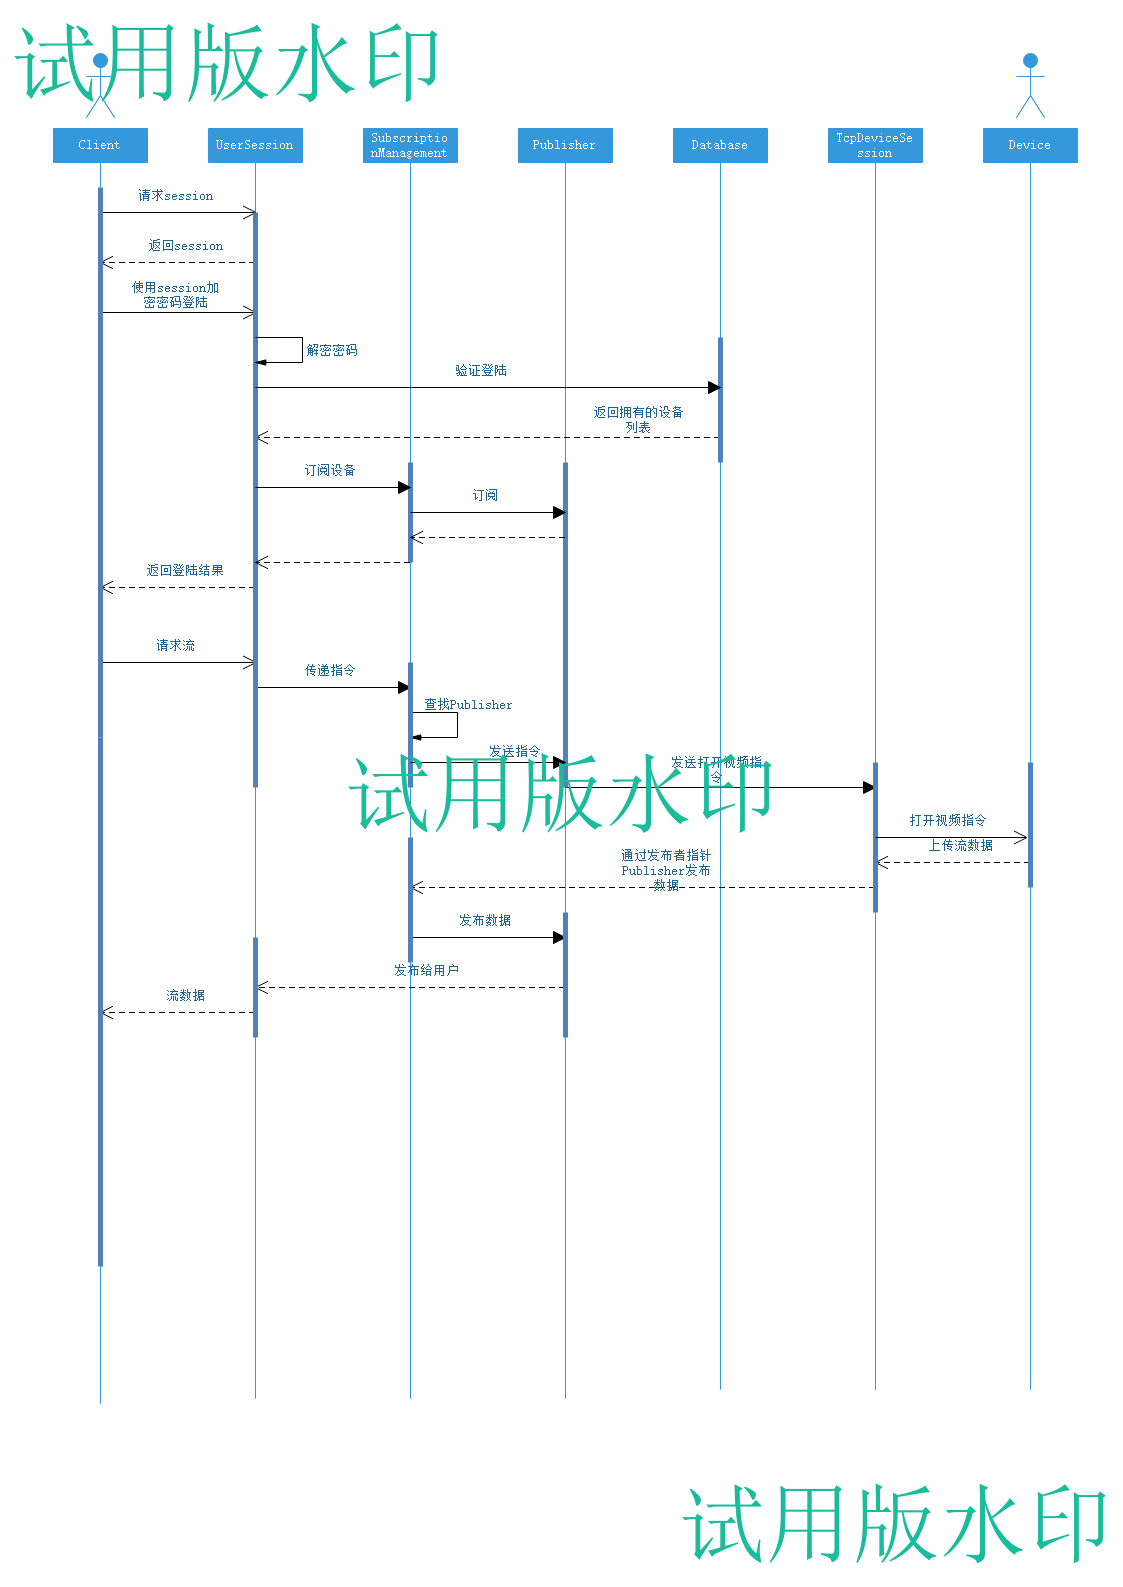 试用版水印
Client
UserSession
Subscriptio
nManagement
Publisher
Database
TcpDeviceSe
ssion
Device
请求session
返回session
使用session加
密密码登陆
解密密码
验证登陆
返回拥有的设备
列表
订阅设备
订阅
返回登陆结果
请求流
传递指令
查找Publisher
发送指令
发送打开视频指
令
试用版水印
打开视频指令
上传流数据
通过发布者指针
Publisher发布
数据
发布数据
发布给用户
流数据
试用版水印